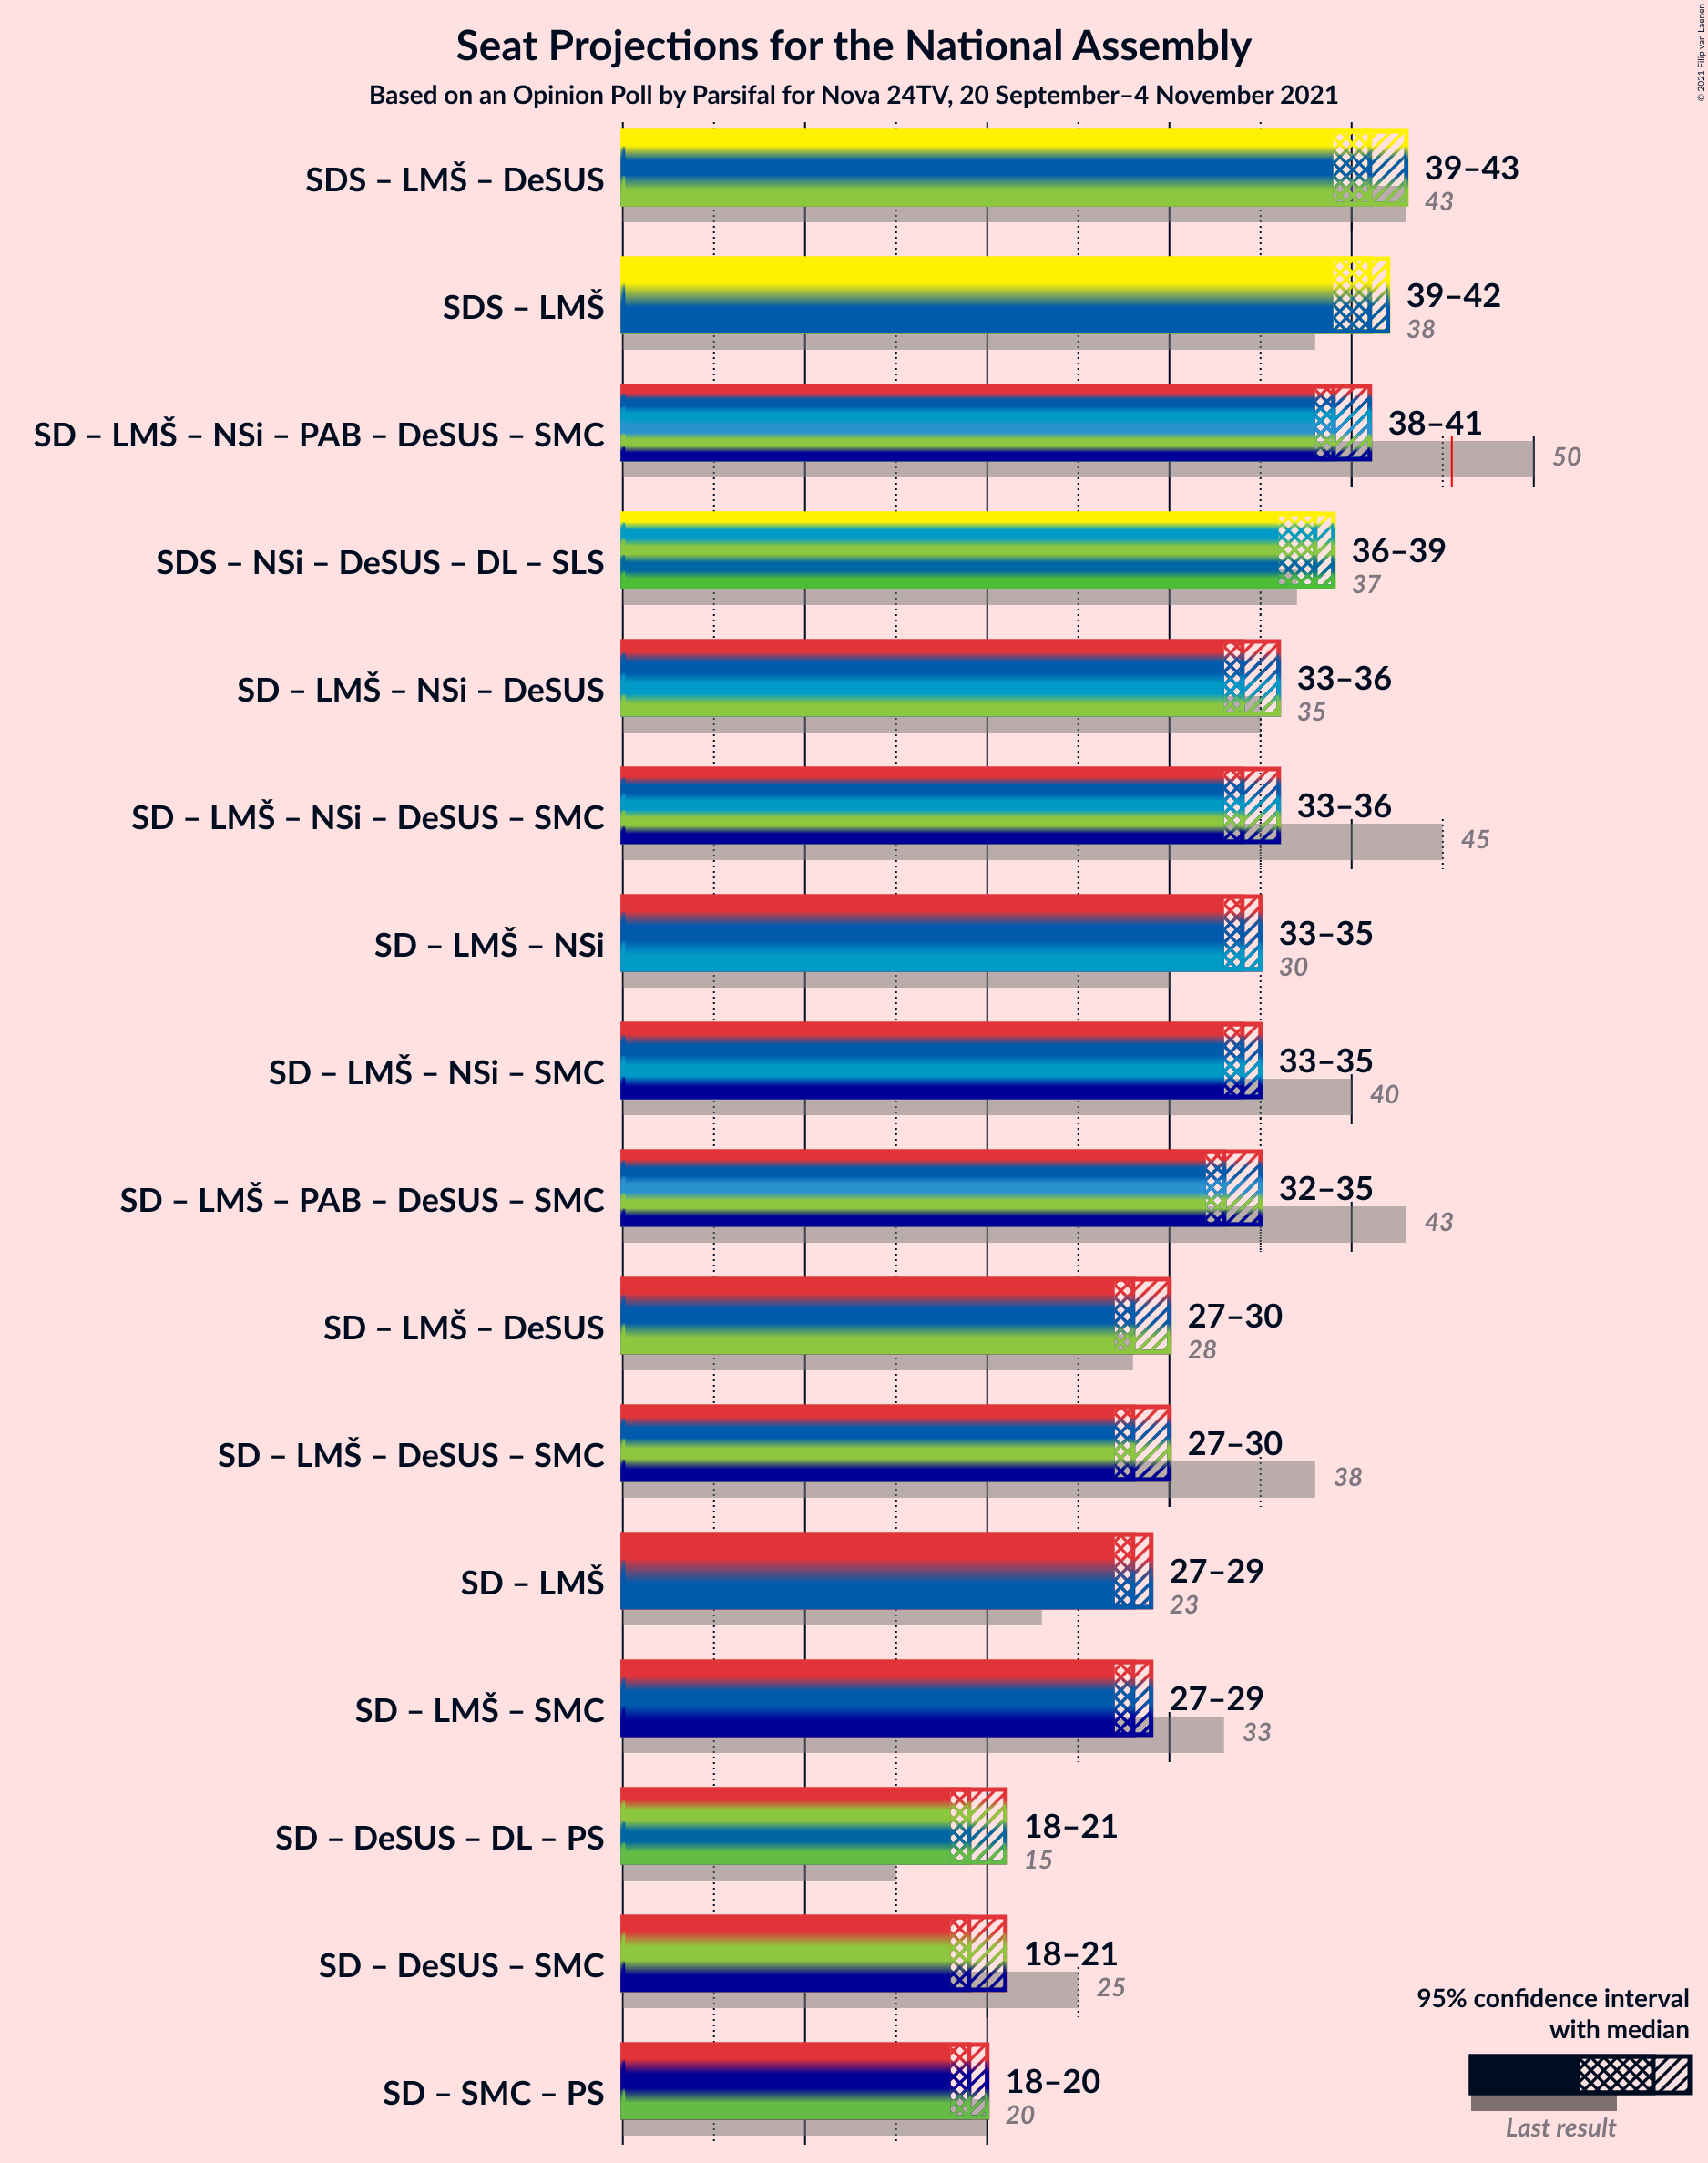 Seat Projections for the National Assembly
Based on an Opinion Poll by Parsifal for Nova 24TV, 20 September–4 November 2021
© 2021 Filip van Laenen
SDS – LMŠ – DeSUS
39–43
43
SDS – LMŠ
39–42
38
SD – LMŠ – NSi – PAB – DeSUS – SMC
38–41
50
SDS – NSi – DeSUS – DL – SLS
36–39
37
SD – LMŠ – NSi – DeSUS
33–36
35
SD – LMŠ – NSi – DeSUS – SMC
33–36
45
SD – LMŠ – NSi
33–35
30
SD – LMŠ – NSi – SMC
33–35
40
SD – LMŠ – PAB – DeSUS – SMC
32–35
43
SD – LMŠ – DeSUS
27–30
28
SD – LMŠ – DeSUS – SMC
27–30
38
SD – LMŠ
27–29
23
SD – LMŠ – SMC
27–29
33
SD – DeSUS – DL – PS
18–21
15
SD – DeSUS – SMC
18–21
25
SD – SMC – PS
18–20
20
95% confidence interval
with median
Last result